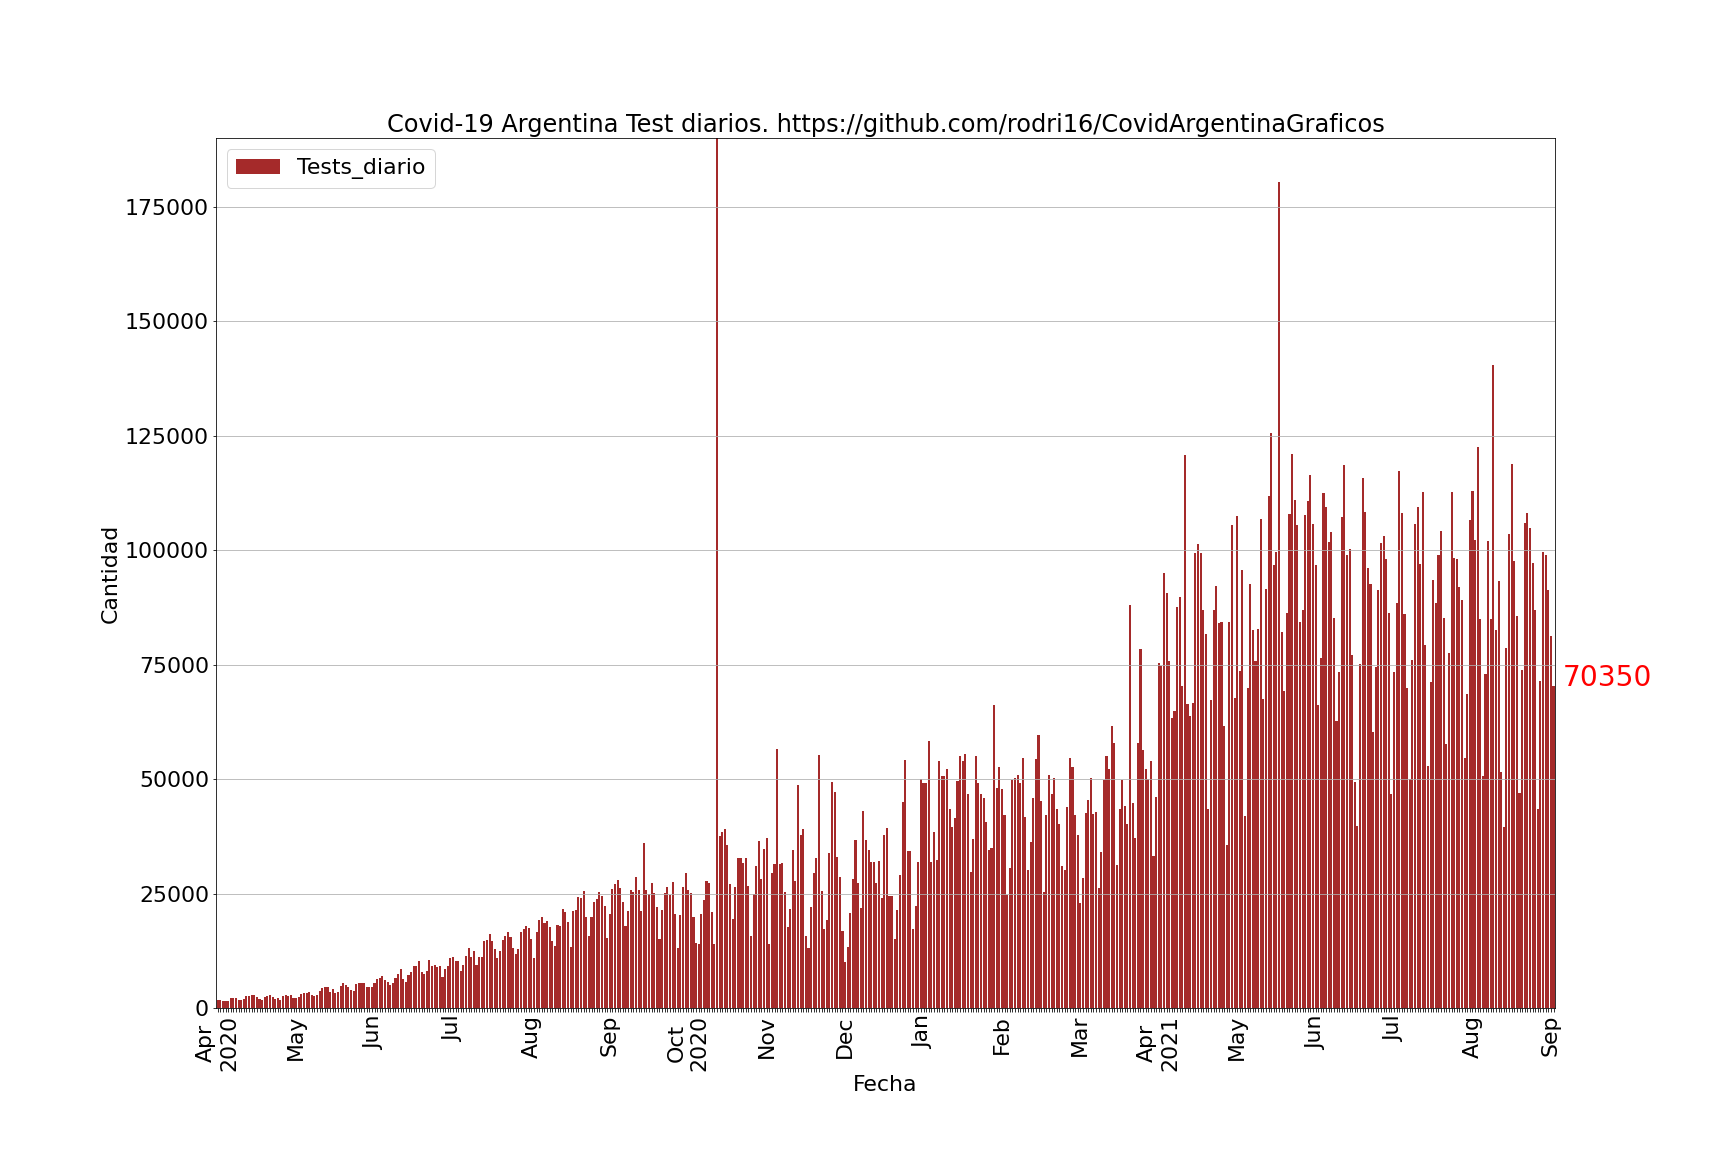 Covid-19 Argentina Test diarios. https://github.com/rodri16/CovidArgentinaGraficos
Tests_diario
175000
150000
125000
100000
75000
50000
25000
0
Cantidad
70350
Apr
2020
May
Jun
Jul
Aug
Sep
Oct
2020
Nov
Dec
Jan
Feb
Mar
Apr
2021
May
Jun
Jul
Aug
Sep
Fecha